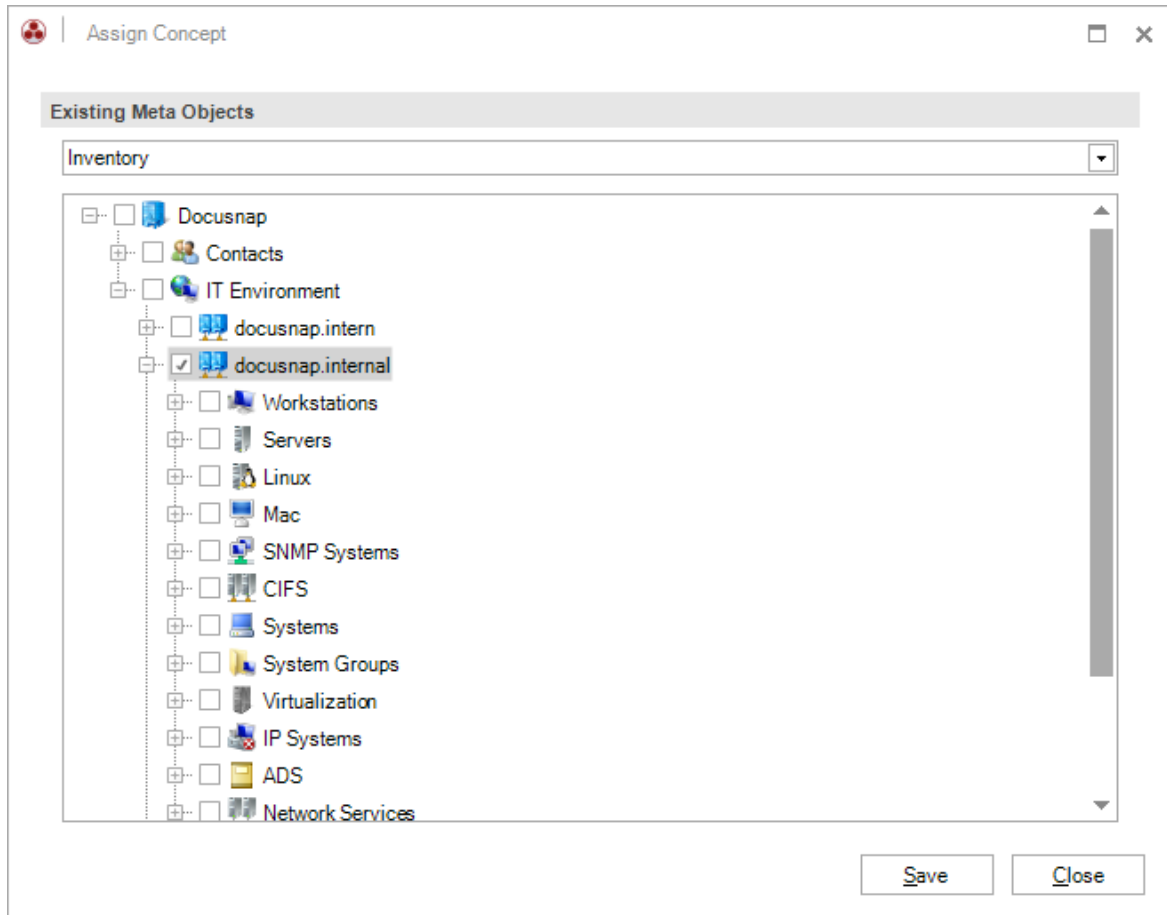 Assign Concept
Existing Meta Objects
Inventory
Docusnap
Contacts
IT Environment
docusnap.intern
docusnap.internal
Workstations
Servers
Linux
Mac
SNMP Systems
CIFS
Systems
System Groups
Virtualization
IP Systems
ADS
Network Services
Save Close